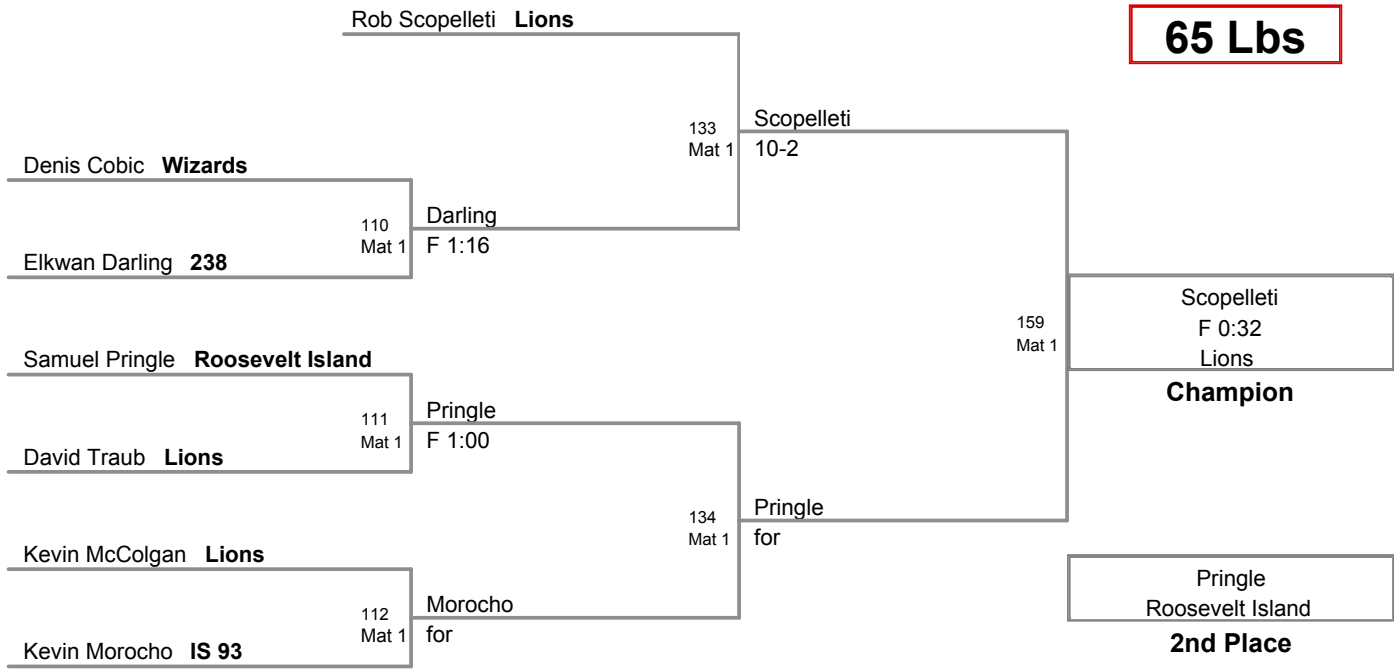 Rob Scopelleti Lions
65 Lbs
133
Mat 1
Scopelleti
10-2
Denis Cobic Wizards
110
Mat 1
Darling
F 1:16
Elkwan Darling 238
159
Mat 1
Scopelleti
F 0:32
Lions
Champion
Samuel Pringle Roosevelt Island
111
Mat 1
Pringle
F 1:00
David Traub Lions
134
Mat 1
Pringle
for
Kevin McColgan Lions
112
Mat 1
Morocho
for
Kevin Morocho IS 93
Pringle
Roosevelt Island
2nd Place